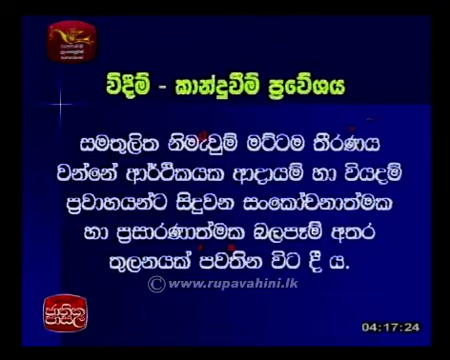 විදීම් - කාන්දුවීම් ප්‍රවේශය
සමතුලිත නිමැවුම් මට්ටම තීරණය
වන්නේ ආර්ථිකයක ආදායම් හා වියදම්
ප්‍රවාහයන්ට සිදුවන සංකෝචනාත්මක
හා ප්‍රසාරණාත්මක බලපෑම් අතර
තුලනයක් පවතින විට දී ය.
©www.rupavahini.lk
ජාතික
පාසල
04:17:24